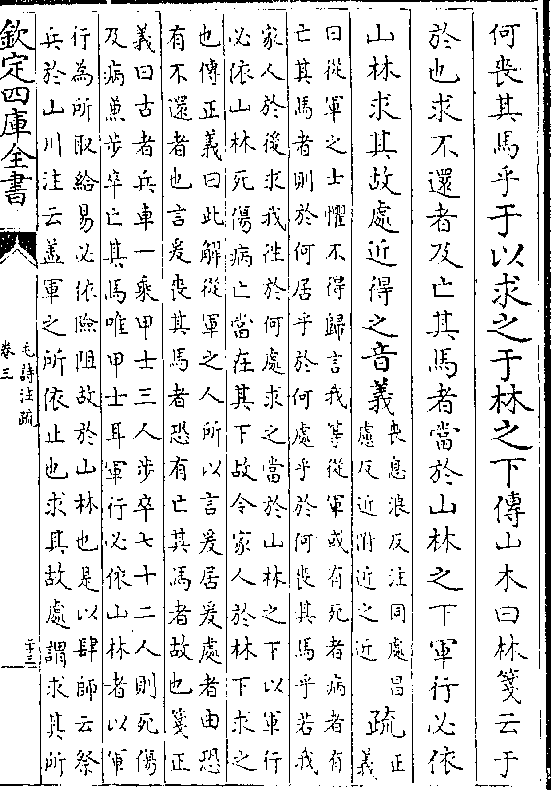 何喪其馬乎于以求之于林之下傳山木曰林箋云于
於也求不還者及亡其馬者當於山林之下軍行必依
山林求其故處近得之音義
喪息浪反注同處昌
慮反近附近之近
疏
正
義
曰從軍之士懼不得歸言我等從軍或有死者病者有
亡其馬者則於何居乎於何處乎於何喪其馬乎若我
家人於後求我往於何處求之當於山林之下以軍行
必依山林死傷病亡當在其下故令家人於林下求之
也傳正義曰此解從軍之人所以言爰居爰處者由恐
有不還者也言爰喪其馬者恐有亡其馮者故也箋正
義曰古者兵車一乘甲士三人步卒七十二人則死傷
及病兼步卒亡其馬唯甲士耳軍行必依山林者以軍
行為所取給易必依險阻故於山林也是以肆師云祭
兵於山川注云蓋軍之所依止也求其故處謂求其所
欽定四庫全書
毛詩注疏
卷三
二十三